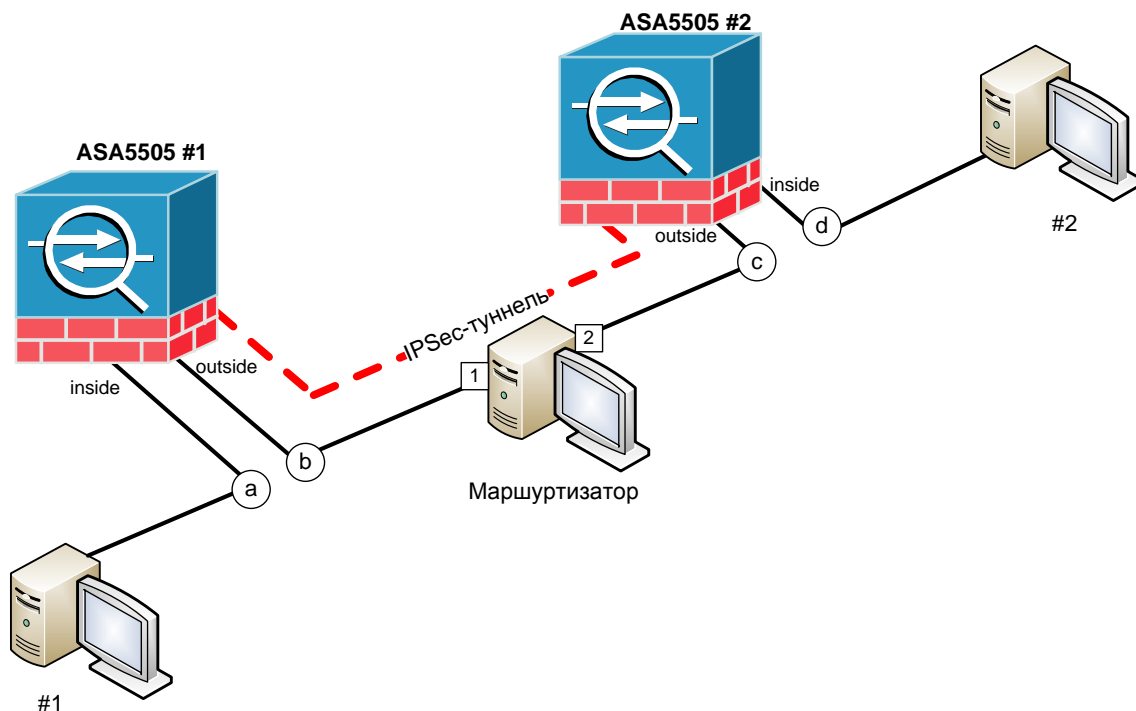 ASA5505 #2
ASA5505 #1
inside
outside
d
#2
c
IPSec-туннель
2
1
outside
inside
b
a
Маршуртизатор
#1